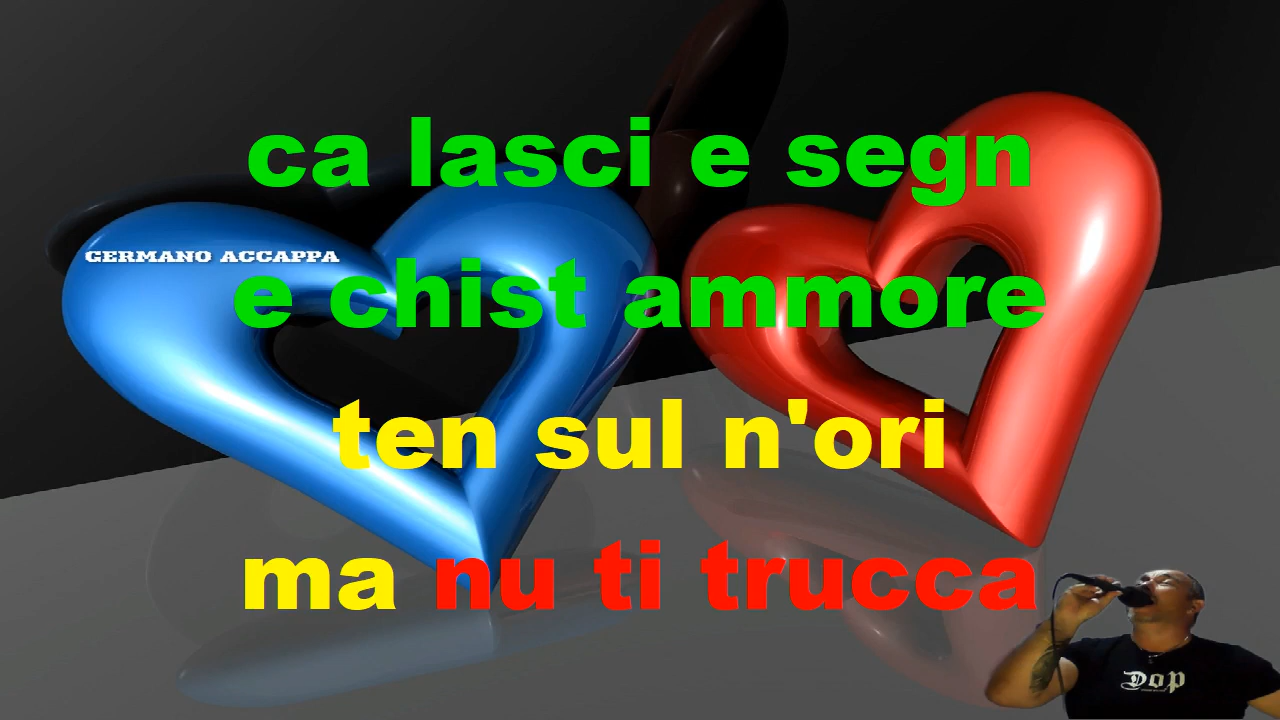 ca lasci e segn
GERMANO ACCAPPA
e chist ammore
ten sul n'ori
ma nu ti trucca
Dop